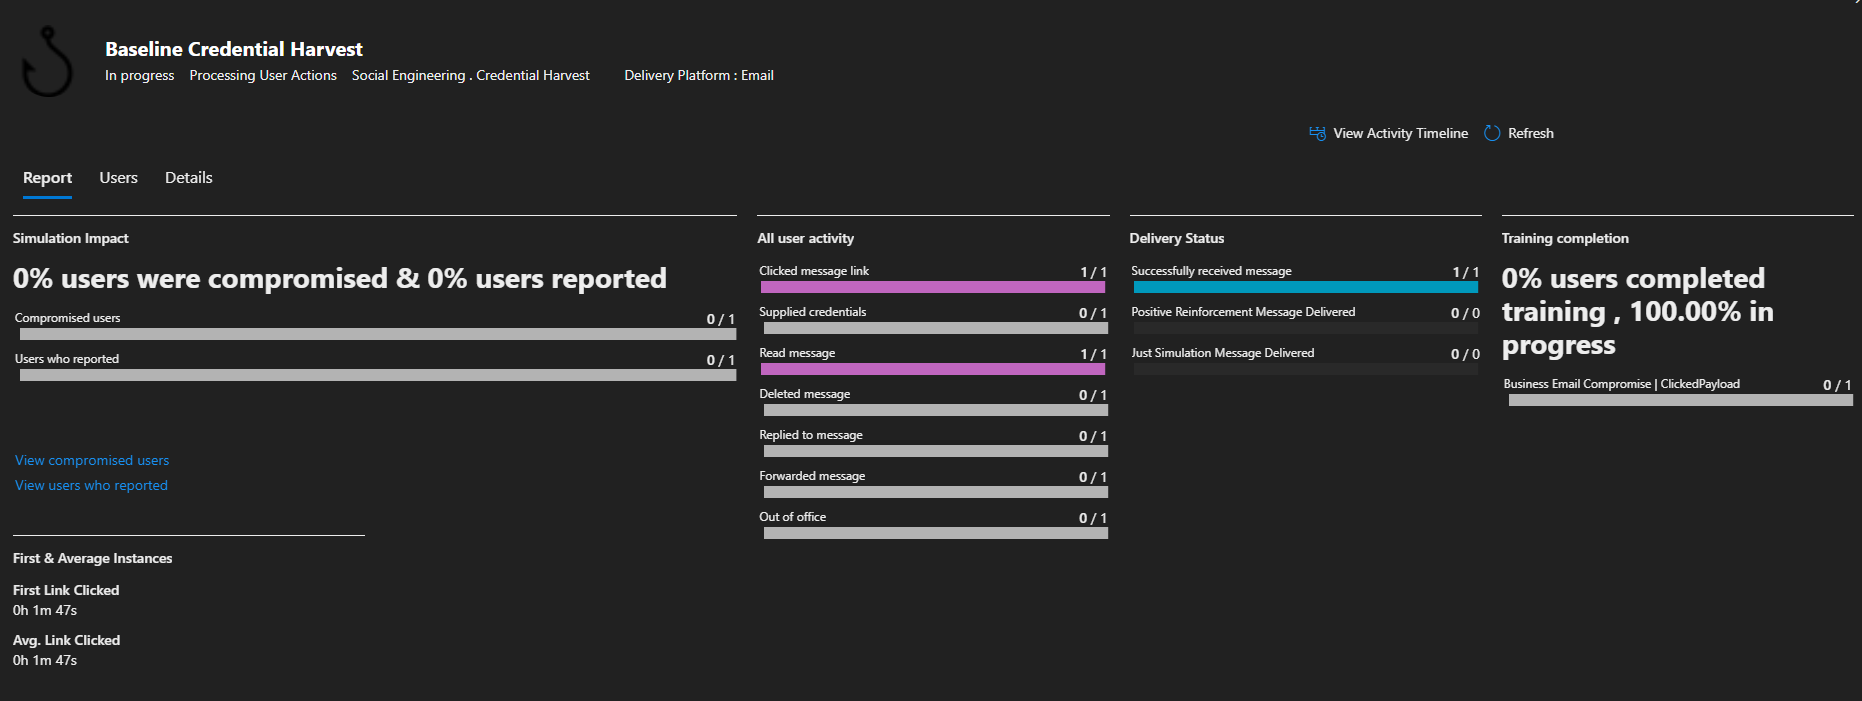 Baseline Credential Harvest
In progress Processing User Actions Social Engineering . Credential Harvest Delivery Platform : Email
View Activity Timeline Refresh
Report Users Details
Simulation Impact
0% users were compromised & 0% users reported
Compromised users 0 / 1
Users who reported 0 / 1
View compromised users
View users who reported
All user activity
Clicked message link 1 / 1
Supplied credentials 0 / 1
Read message 1 / 1
Deleted message 0 / 1
Replied to message 0 / 1
Forwarded message 0 / 1
Out of office 0 / 1
Delivery Status
Successfully received message 1 / 1
Positive Reinforcement Message Delivered 0 / 0
Just Simulation Message Delivered 0 / 0
Training completion
0% users completed
training , 100.00% in
progress
Business Email Compromise | ClickedPayload 0 / 1
First & Average Instances
First Link Clicked
0h 1m 47s
Avg. Link Clicked
0h 1m 47s